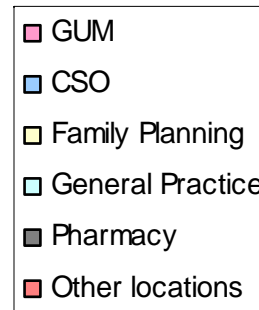 GUM
CSO
Family Planning
General Practice
Pharmacy
Other locations